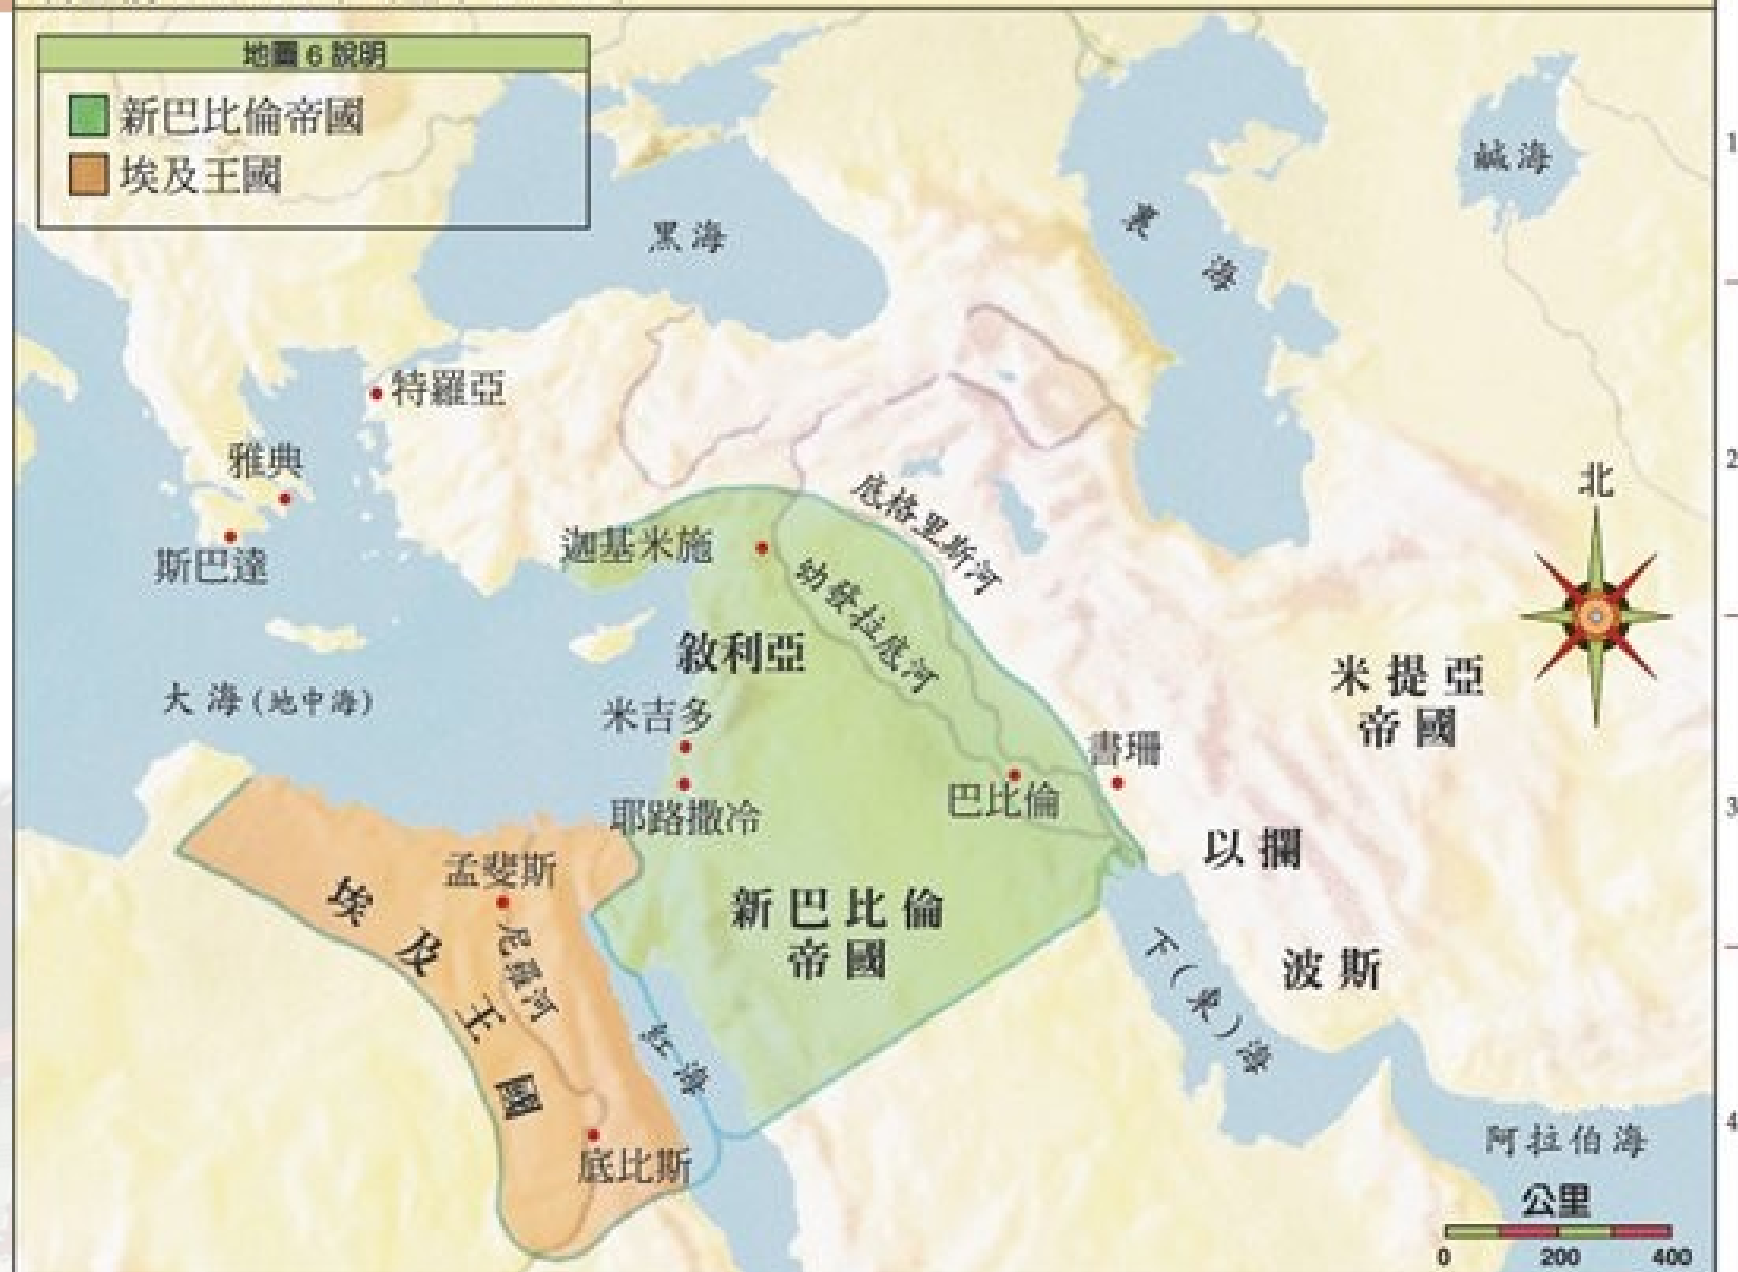 地圖 6 說明
新巴比倫帝國
埃及王國
黑海
裏海
鹹海
特羅亞
雅典
斯巴達
迦基米施
底格里斯河
幼發拉底河
北
敘利亞
大海(地中海)
米吉多
耶路撒冷
巴比倫
書珊
米提亞
帝國
以攔
波斯
新巴比倫
帝國
孟斐斯
尼羅河
埃及王國
紅海
下(東)海
底比斯
阿拉伯海
公里
0 200 400
1
2
3
4